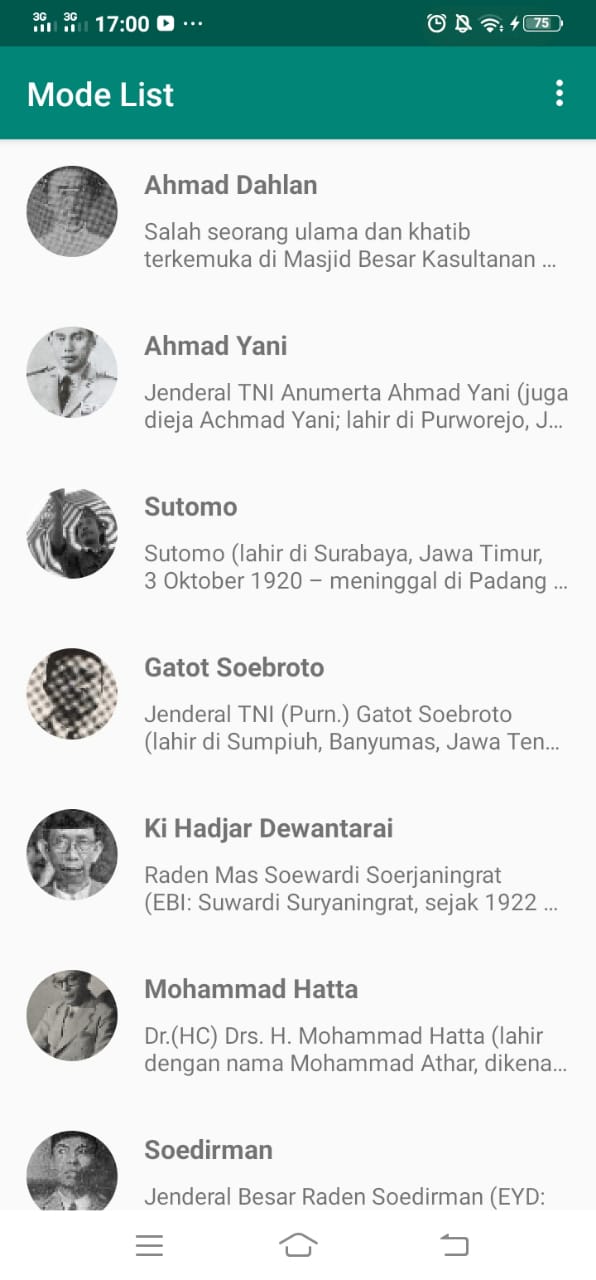 3G 3G 17:00 ... 75
Mode List
Ahmad Dahlan
Salah seorang ulama dan khatib
terkemuka di Masjid Besar Kasultanan ...
Ahmad Yani
Jenderal TNI Anumerta Ahmad Yani (juga
dieja Achmad Yani; lahir di Purworejo, J...
Sutomo
Sutomo (lahir di Surabaya, Jawa Timur,
3 Oktober 1920 – meninggal di Padang ...
Gatot Soebroto
Jenderal TNI (Purn.) Gatot Soebroto
(lahir di Sumpiuh, Banyumas, Jawa Ten...
Ki Hadjar Dewantarai
Raden Mas Soewardi Soerjaningrat
(EBI: Suwardi Suryaningrat, sejak 1922 ...
Mohammad Hatta
Dr.(HC) Drs. H. Mohammad Hatta (lahir
dengan nama Mohammad Athar, dikena...
Soedirman
Jenderal Besar Raden Soedirman (EYD: